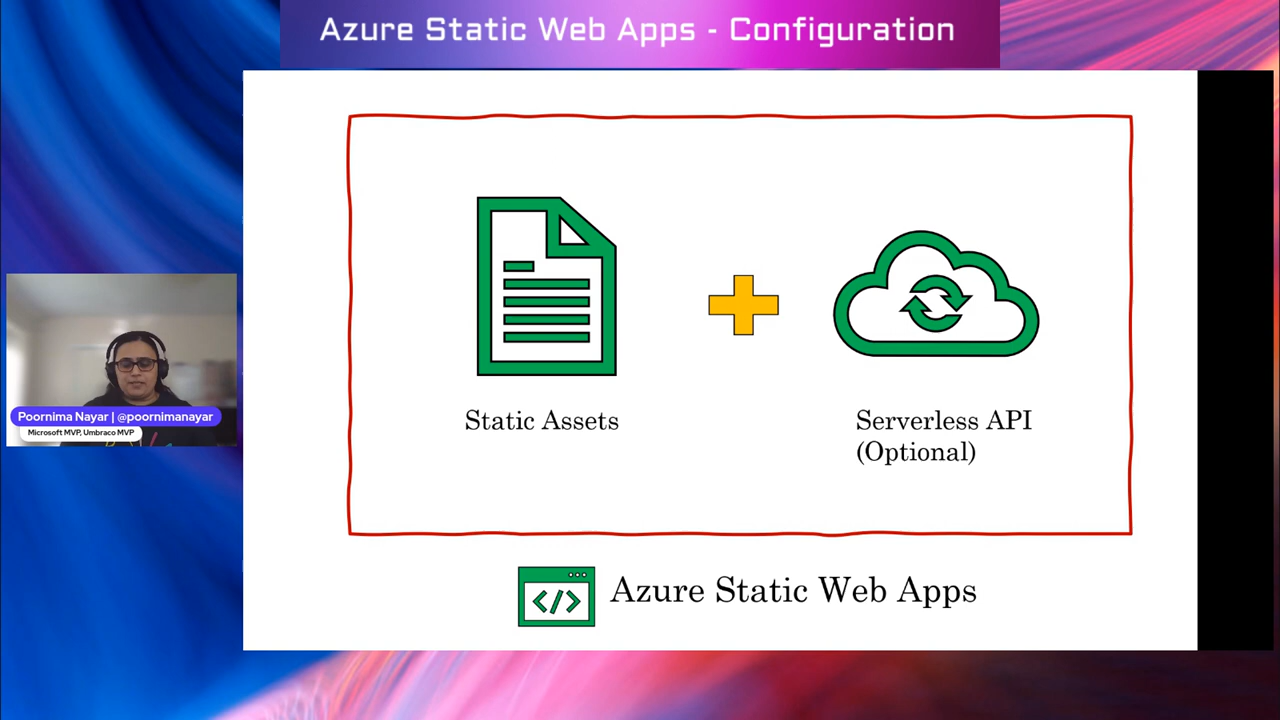 Azure Static Web Apps - Configuration
Static Assets
Serverless API
(Optional)
</>
Azure Static Web Apps
Poornima Nayar | @poornimanayar
Microsoft MVP, Umbraco MVP